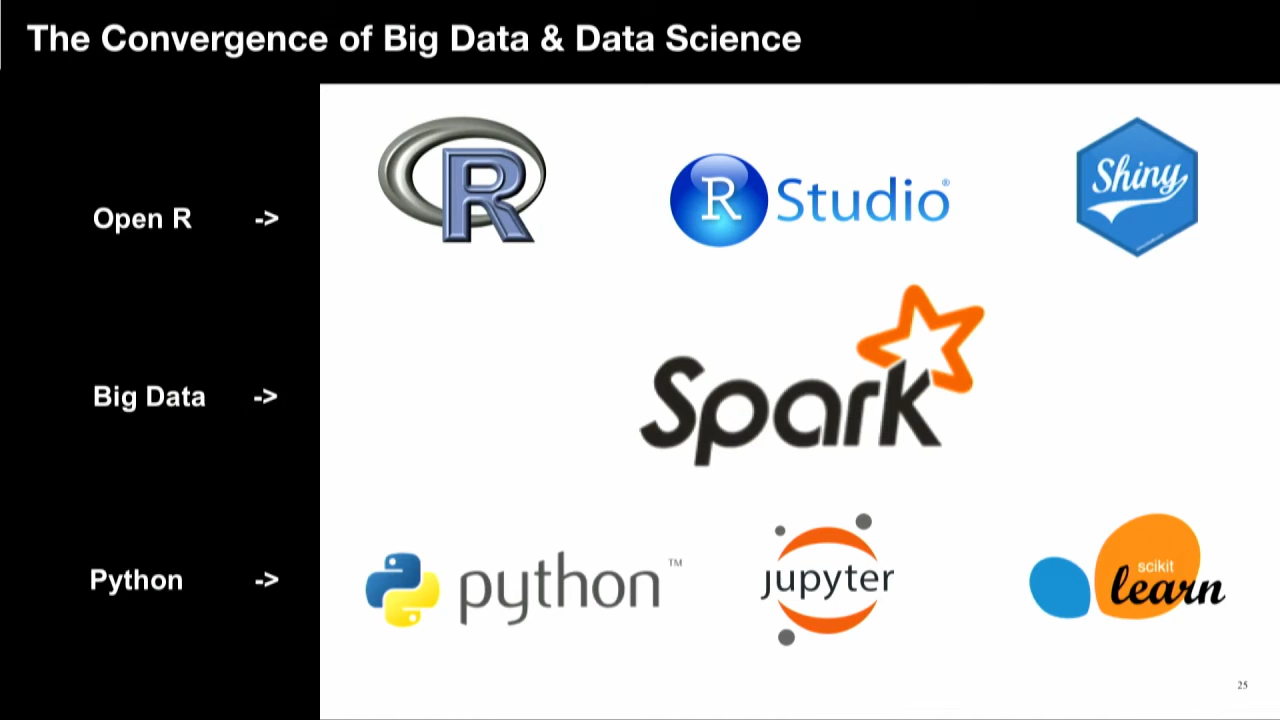 The Convergence of Big Data & Data Science
Open R ->
R
R Studio®
Shiny
Big Data ->
Spark
Python ->
python™
jupyter
scikit
learn
25